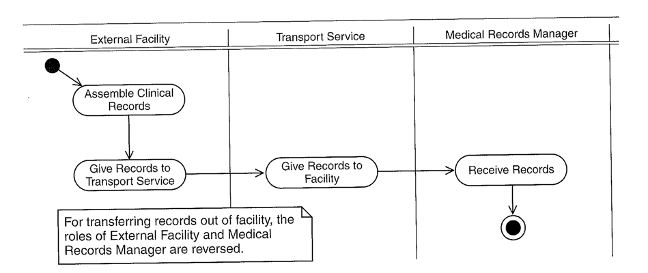 External Facility
Transport Service
Medical Records Manager
Assemble Clinical
Records
Give Records to
Transport Service
Give Records to
Facility
Receive Records
For transferring records out of facility, the
roles of External Facility and Medical
Records Manager are reversed.